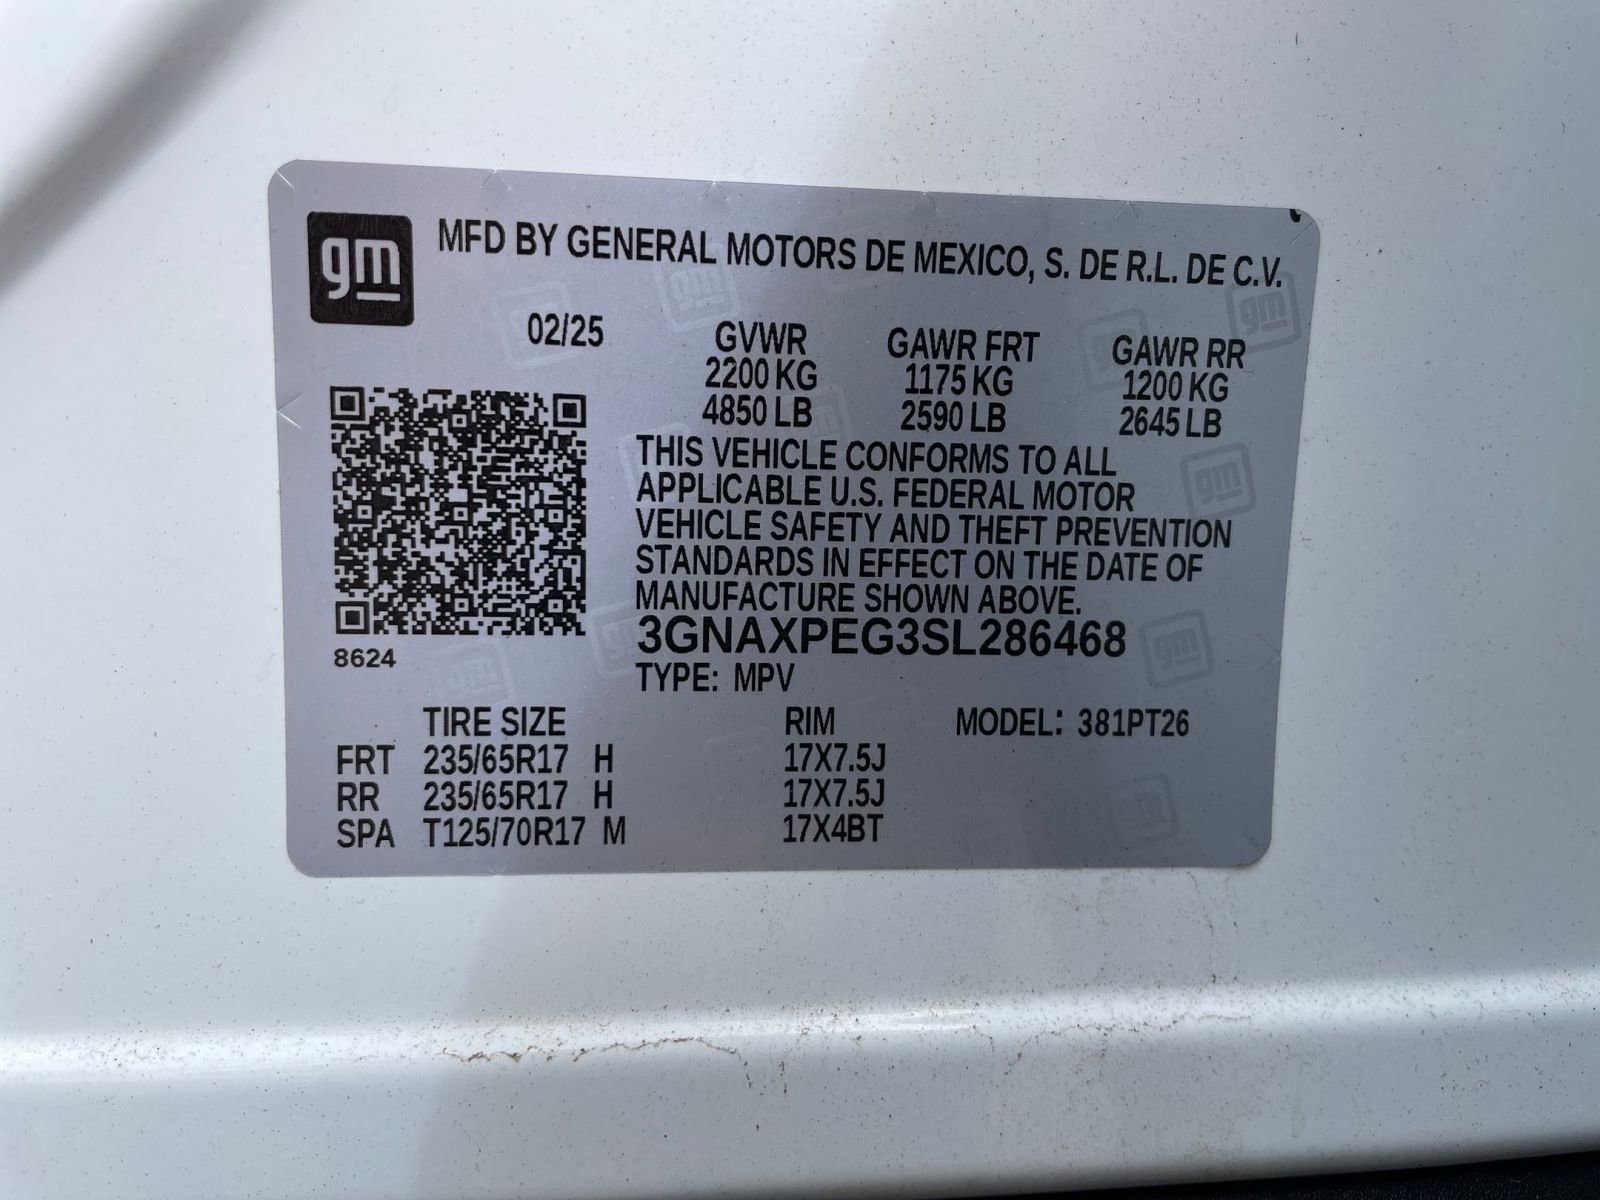 gm
MFD BY GENERAL MOTORS DE MEXICO, S. DE R.L. DE C.V.
02/25 GVWR GAWR FRT GAWR RR
2200 KG 1175 KG 1200 KG
4850 LB 2590 LB 2645 LB
THIS VEHICLE CONFORMS TO ALL
APPLICABLE U.S. FEDERAL MOTOR
VEHICLE SAFETY AND THEFT PREVENTION
STANDARDS IN EFFECT ON THE DATE OF
MANUFACTURE SHOWN ABOVE.
3GNAXPEG3SL286468
8624
TYPE: MPV
TIRE SIZE RIM MODEL: 381PT26
FRT 235/65R17 H 17X7.5J
RR 235/65R17 H 17X7.5J
SPA T125/70R17 M 17X4BT